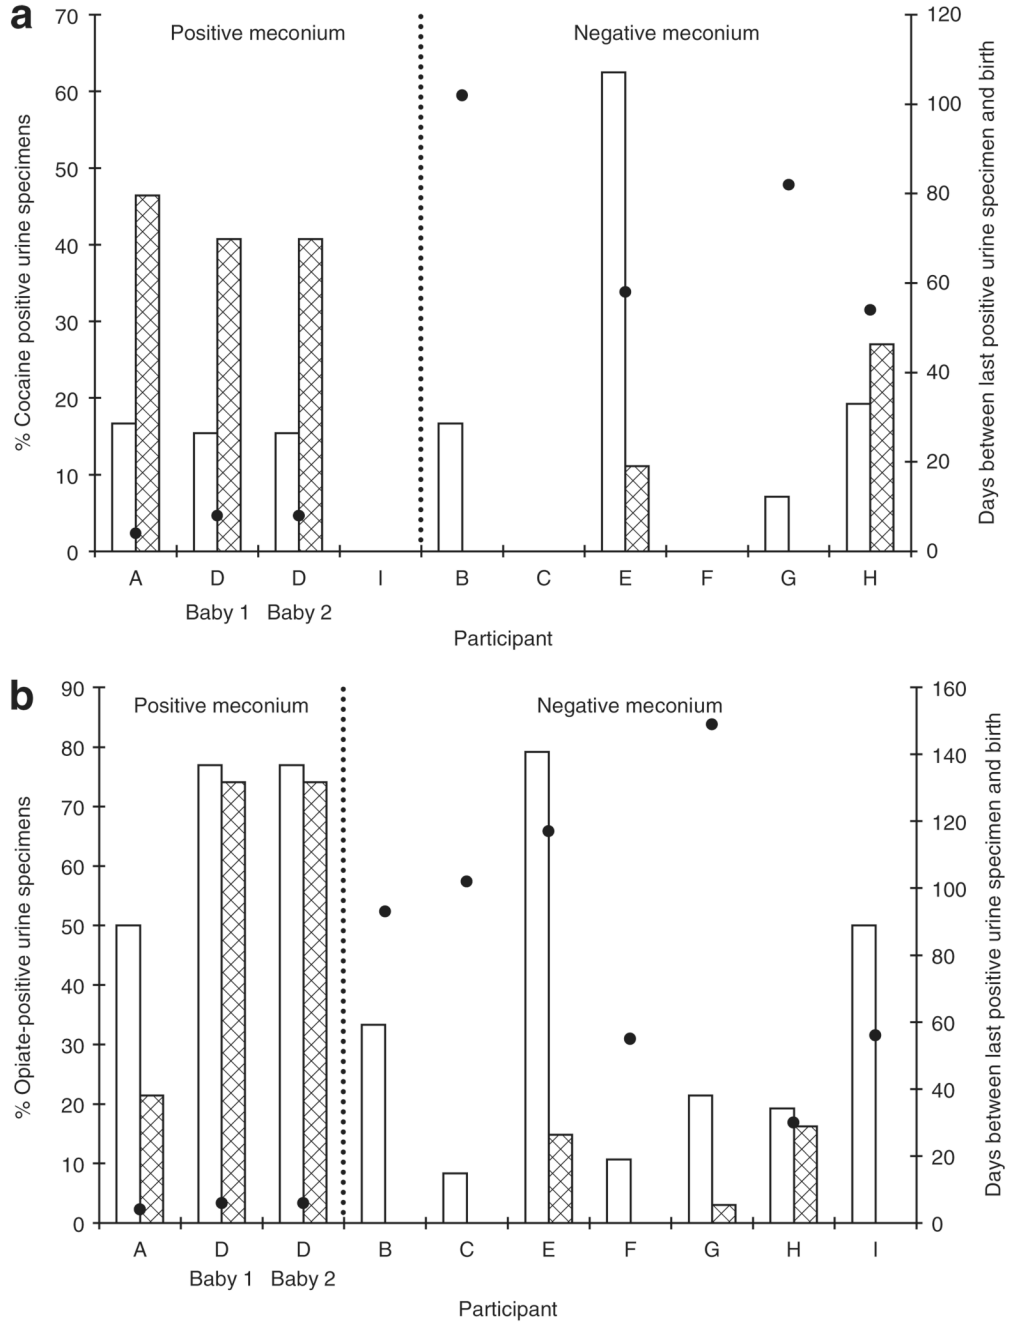 a
Positive meconium
Negative meconium
% Cocaine positive urine specimens
70
60
50
40
30
20
10
0
120
100
80
60
40
20
0
Days between last positive urine specimen and birth
A D D I B C E F G H
Baby 1 Baby 2
Participant
b
Positive meconium
Negative meconium
% Opiate-positive urine specimens
90
80
70
60
50
40
30
20
10
0
160
140
120
100
80
60
40
20
0
Days between last positive urine specimen and birth
A D D B C E F G H I
Baby 1 Baby 2
Participant